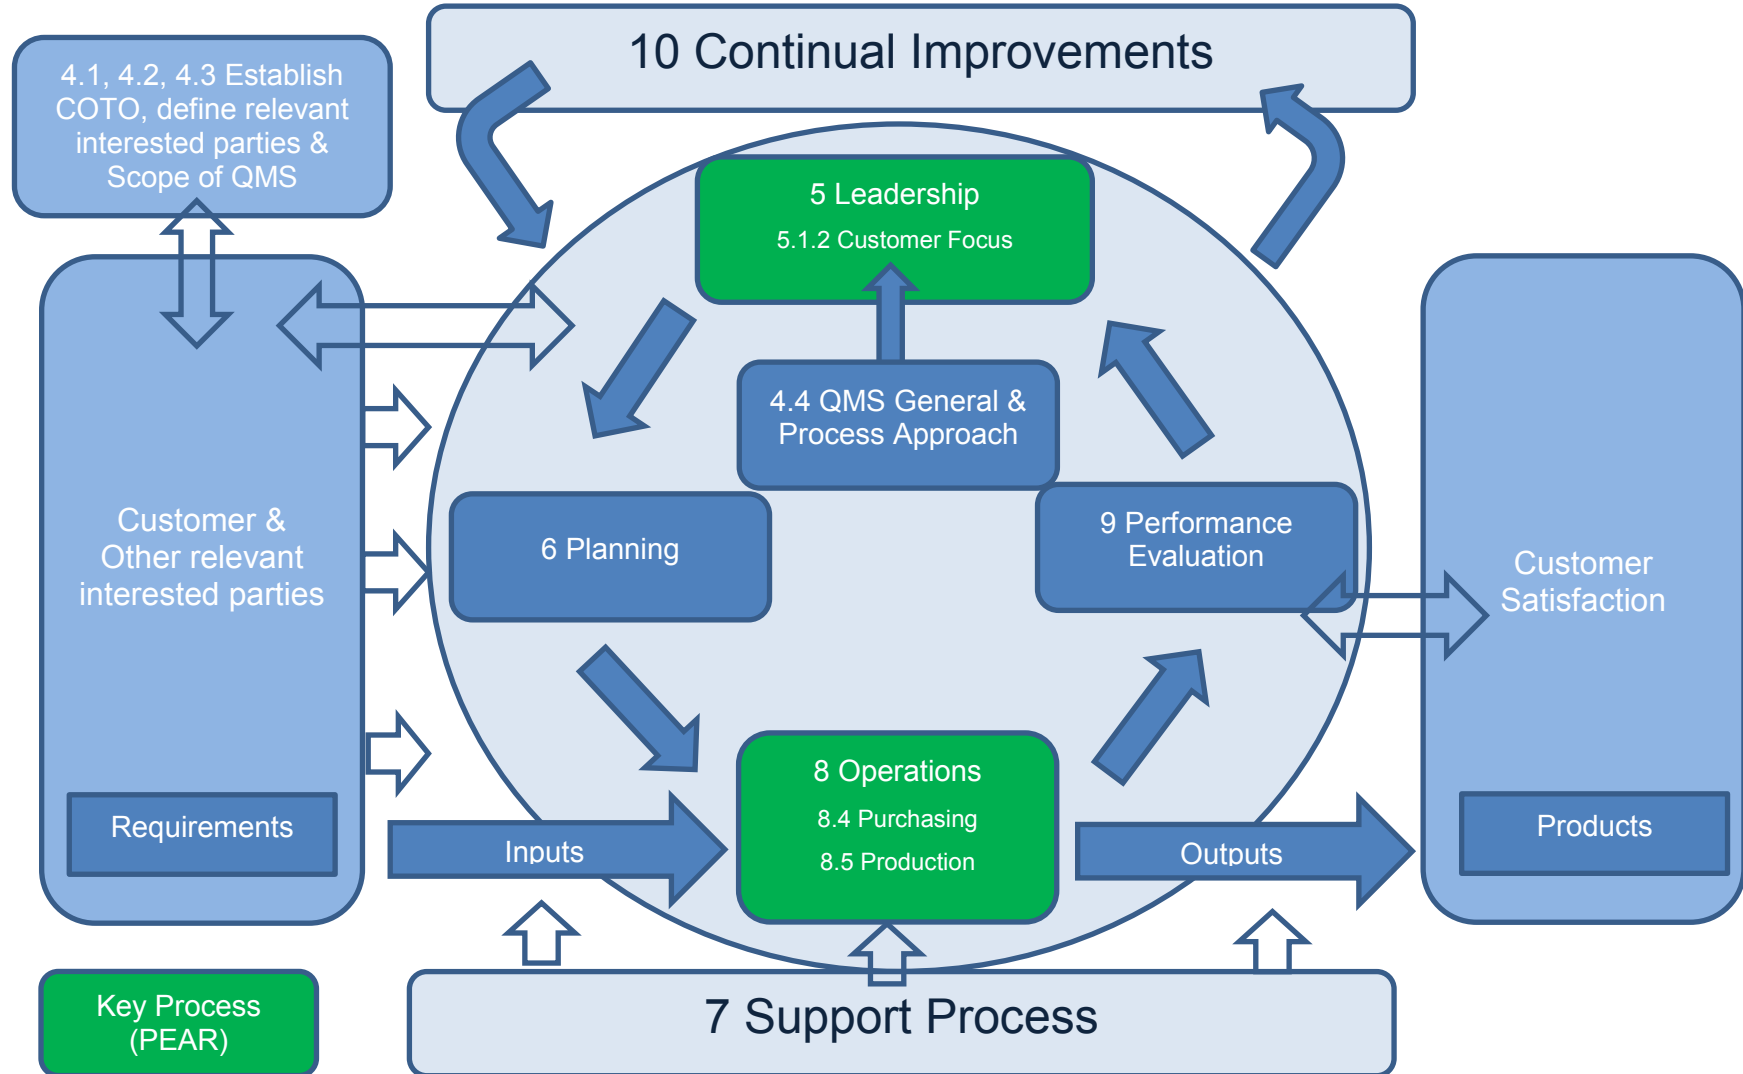 10 Continual Improvements
4.1, 4.2, 4.3 Establish
COTO, define relevant
interested parties &
Scope of QMS
5 Leadership
5.1.2 Customer Focus
4.4 QMS General &
Process Approach
Customer &
Other relevant
interested parties
6 Planning
9 Performance
Evaluation
Customer
Satisfaction
8 Operations
8.4 Purchasing
8.5 Production
Requirements
Inputs
Outputs
Products
Key Process
(PEAR)
7 Support Process